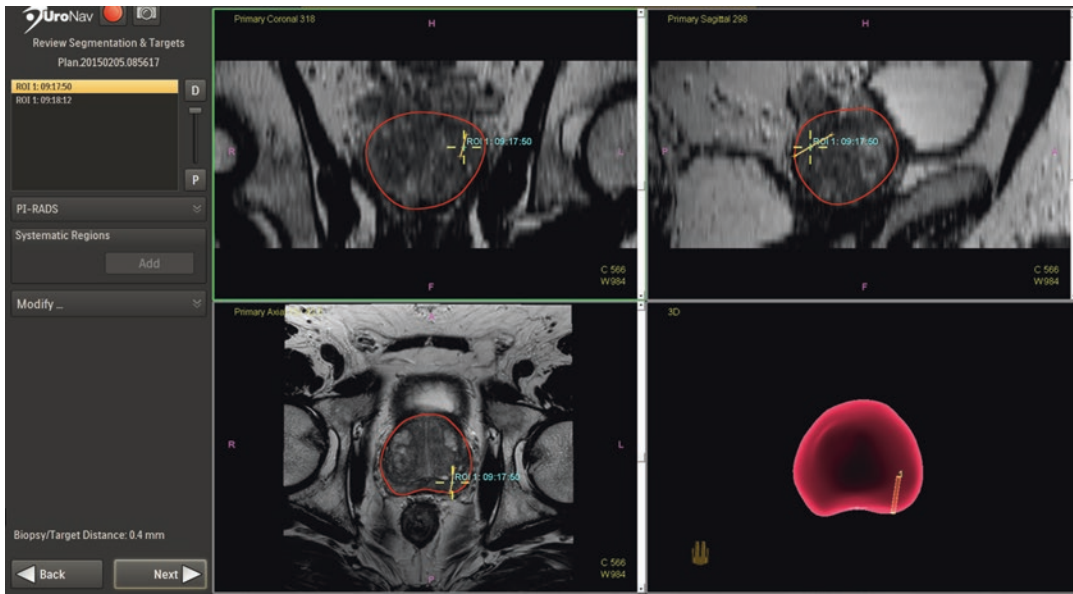 UroNav
Review Segmentation & Targets
Plan.20150205.085617
ROI 1: 09:17:50
ROI 1: 09:18:12
D
P
PI-RADS
Systematic Regions
Add
Modify ...
Biopsy/Target Distance: 0.4 mm
Back
Next
Primary Coronal 318
H
R
ROI 1: 09:17:50
L
C 566
W984
F
Primary Sagittal 298
H
P
ROI 1: 09:17:50
A
C 566
W984
F
Primary Axial
A
R
ROI 1: 09:17:50
L
C 566
W984
P
3D